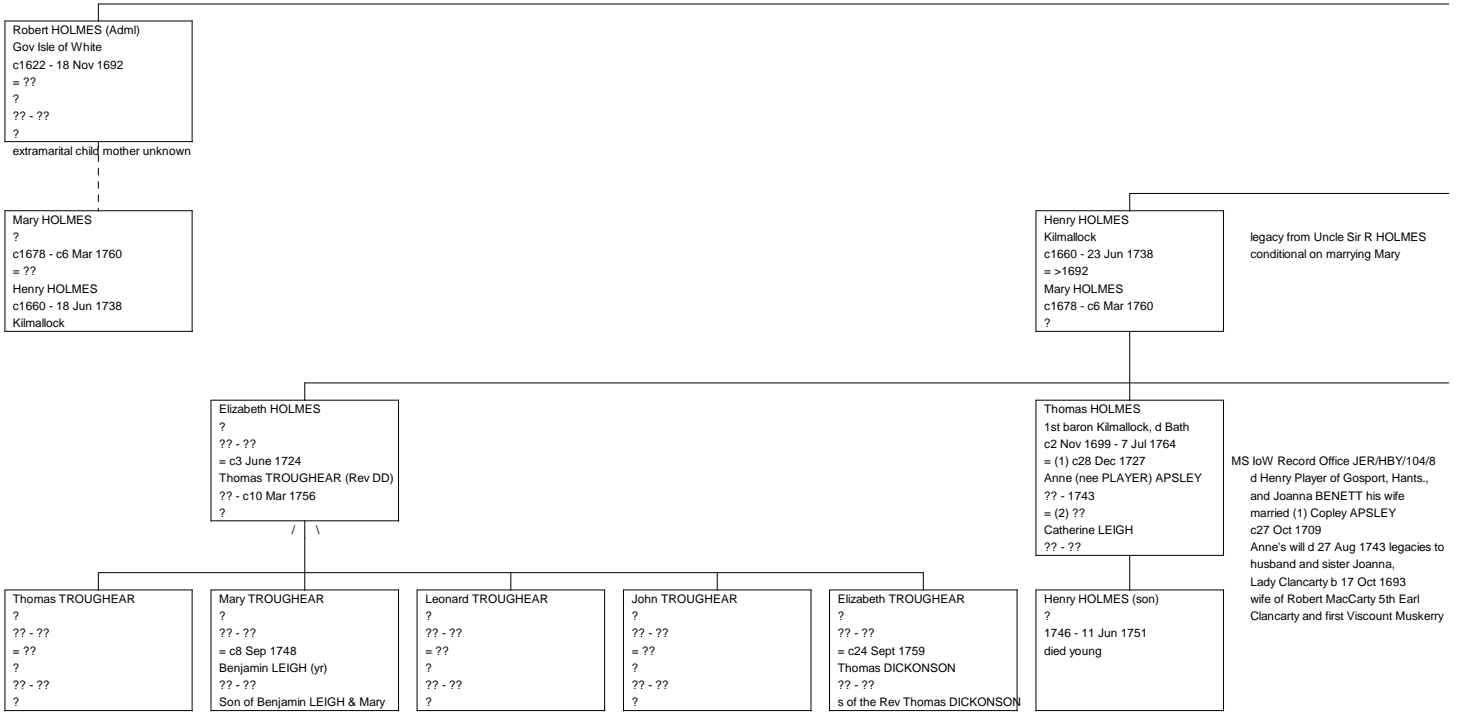 Robert HOLMES (Adml)
Gov Isle of White
c1622 - 18 Nov 1692
= ??
?
?? - ??
?
extramarital child mother unknown
Mary HOLMES
?
c1678 - c6 Mar 1760
= ??
Henry HOLMES
c1660 - 18 Jun 1738
Kilmallock
Henry HOLMES
Kilmallock
c1660 - 23 Jun 1738
= >1692
Mary HOLMES
c1678 - c6 Mar 1760
?
legacy from Uncle Sir R HOLMES
conditional on marrying Mary
Elizabeth HOLMES
?
?? - ??
= c3 June 1724
Thomas TROUGHEAR (Rev DD)
?? - c10 Mar 1756
?
/ \
Thomas HOLMES
1st baron Kilmallock, d Bath
c2 Nov 1699 - 7 Jul 1764
= (1) c28 Dec 1727
Anne (nee PLAYER) APSLEY
?? - 1743
= (2) ??
Catherine LEIGH
?? - ??
MS IoW Record Office JER/HBY/104/8
d Henry Player of Gosport, Hants.,
and Joanna BENETT his wife
married (1) Copley APSLEY
c27 Oct 1709
Anne's will d 27 Aug 1743 legacies to
husband and sister Joanna,
Lady Clancarty b 17 Oct 1693
wife of Robert MacCarty 5th Earl
Clancarty and first Viscount Muskerry
Thomas TROUGHEAR
?
?? - ??
= ??
?
?? - ??
?
Mary TROUGHEAR
?
?? - ??
= c8 Sep 1748
Benjamin LEIGH (yr)
?? - ??
Son of Benjamin LEIGH & Mary
Leonard TROUGHEAR
?
?? - ??
= ??
?
?? - ??
?
John TROUGHEAR
?
?? - ??
= ??
?
?? - ??
?
Elizabeth TROUGHEAR
?
?? - ??
= c24 Sept 1759
Thomas DICKONSON
?? - ??
s of the Rev Thomas DICKONSON
Henry HOLMES (son)
?
1746 - 11 Jun 1751
died young